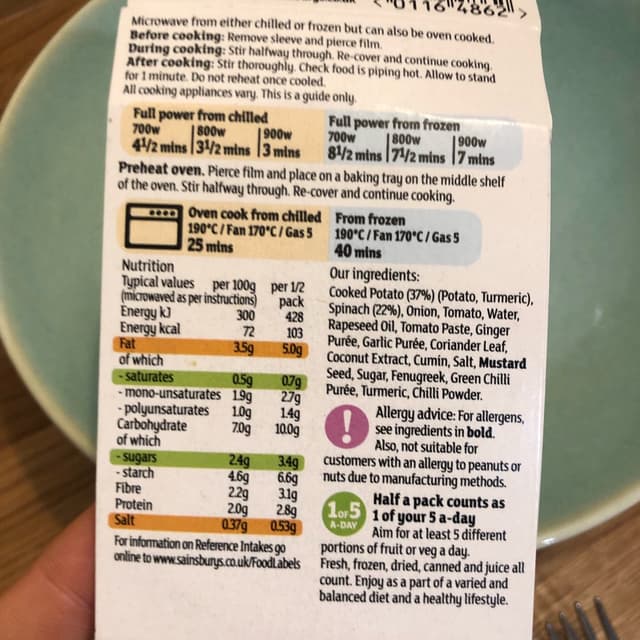 Microwave from either chilled or frozen but can also be oven cooked.
Before cooking: Remove sleeve and pierce film.
During cooking: Stir halfway through. Re-cover and continue cooking.
After cooking: Stir thoroughly. Check food is piping hot. Allow to stand
for 1 minute. Do not reheat once cooled.
All cooking appliances vary. This is a guide only.
Full power from chilled
700w 800w 900w
4 1/2 mins 3 1/2 mins 3 mins
Full power from frozen
700w 800w 900w
8 1/2 mins 7 1/2 mins 7 mins
Preheat oven. Pierce film and place on a baking tray on the middle shelf
of the oven. Stir halfway through. Re-cover and continue cooking.
Oven cook from chilled
190°C / Fan 170°C / Gas 5
25 mins
From frozen
190°C / Fan 170°C / Gas 5
40 mins
Nutrition
Typical values per 100g per 1/2
(microwaved as per instructions) pack
Energy kJ 300 428
Energy kcal 72 103
Fat 3.5g 5.0g
of which
- saturates 0.5g 0.7g
- mono-unsaturates 1.9g 2.7g
- polyunsaturates 1.0g 1.4g
Carbohydrate 7.0g 10.0g
of which
- sugars 2.4g 3.4g
- starch 4.6g 6.6g
Fibre 2.2g 3.1g
Protein 2.0g 2.8g
Salt 0.37g 0.53g
For information on Reference Intakes go
online to www.sainsburys.co.uk/FoodLabels
Our ingredients:
Cooked Potato (37%) (Potato, Turmeric),
Spinach (22%), Onion, Tomato, Water,
Rapeseed Oil, Tomato Paste, Ginger
Purée, Garlic Purée, Coriander Leaf,
Coconut Extract, Cumin, Salt, Mustard
Seed, Sugar, Fenugreek, Green Chilli
Purée, Turmeric, Chilli Powder.
!
Allergy advice: For allergens,
see ingredients in bold.
Also, not suitable for
customers with an allergy to peanuts or
nuts due to manufacturing methods.
1 OF 5
A-DAY
Half a pack counts as
1 of your 5 a-day
Aim for at least 5 different
portions of fruit or veg a day.
Fresh, frozen, dried, canned and juice all
count. Enjoy as a part of a varied and
balanced diet and a healthy lifestyle.